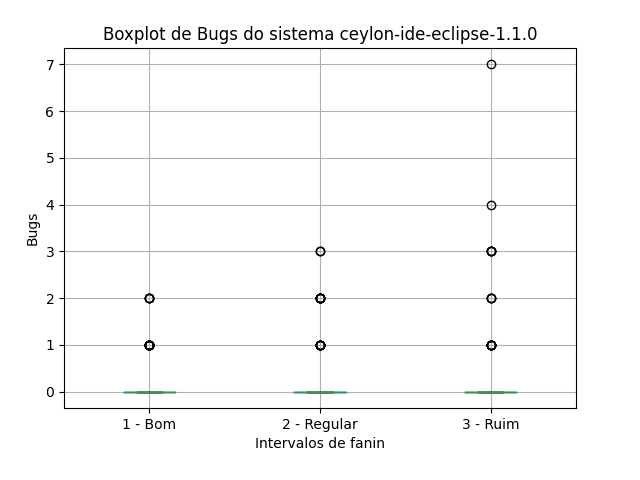 Boxplot de Bugs do sistema ceylon-ide-eclipse-1.1.0
7
6
5
4
3
2
1
0
Bugs
1 - Bom
2 - Regular
3 - Ruim
Intervalos de fanin